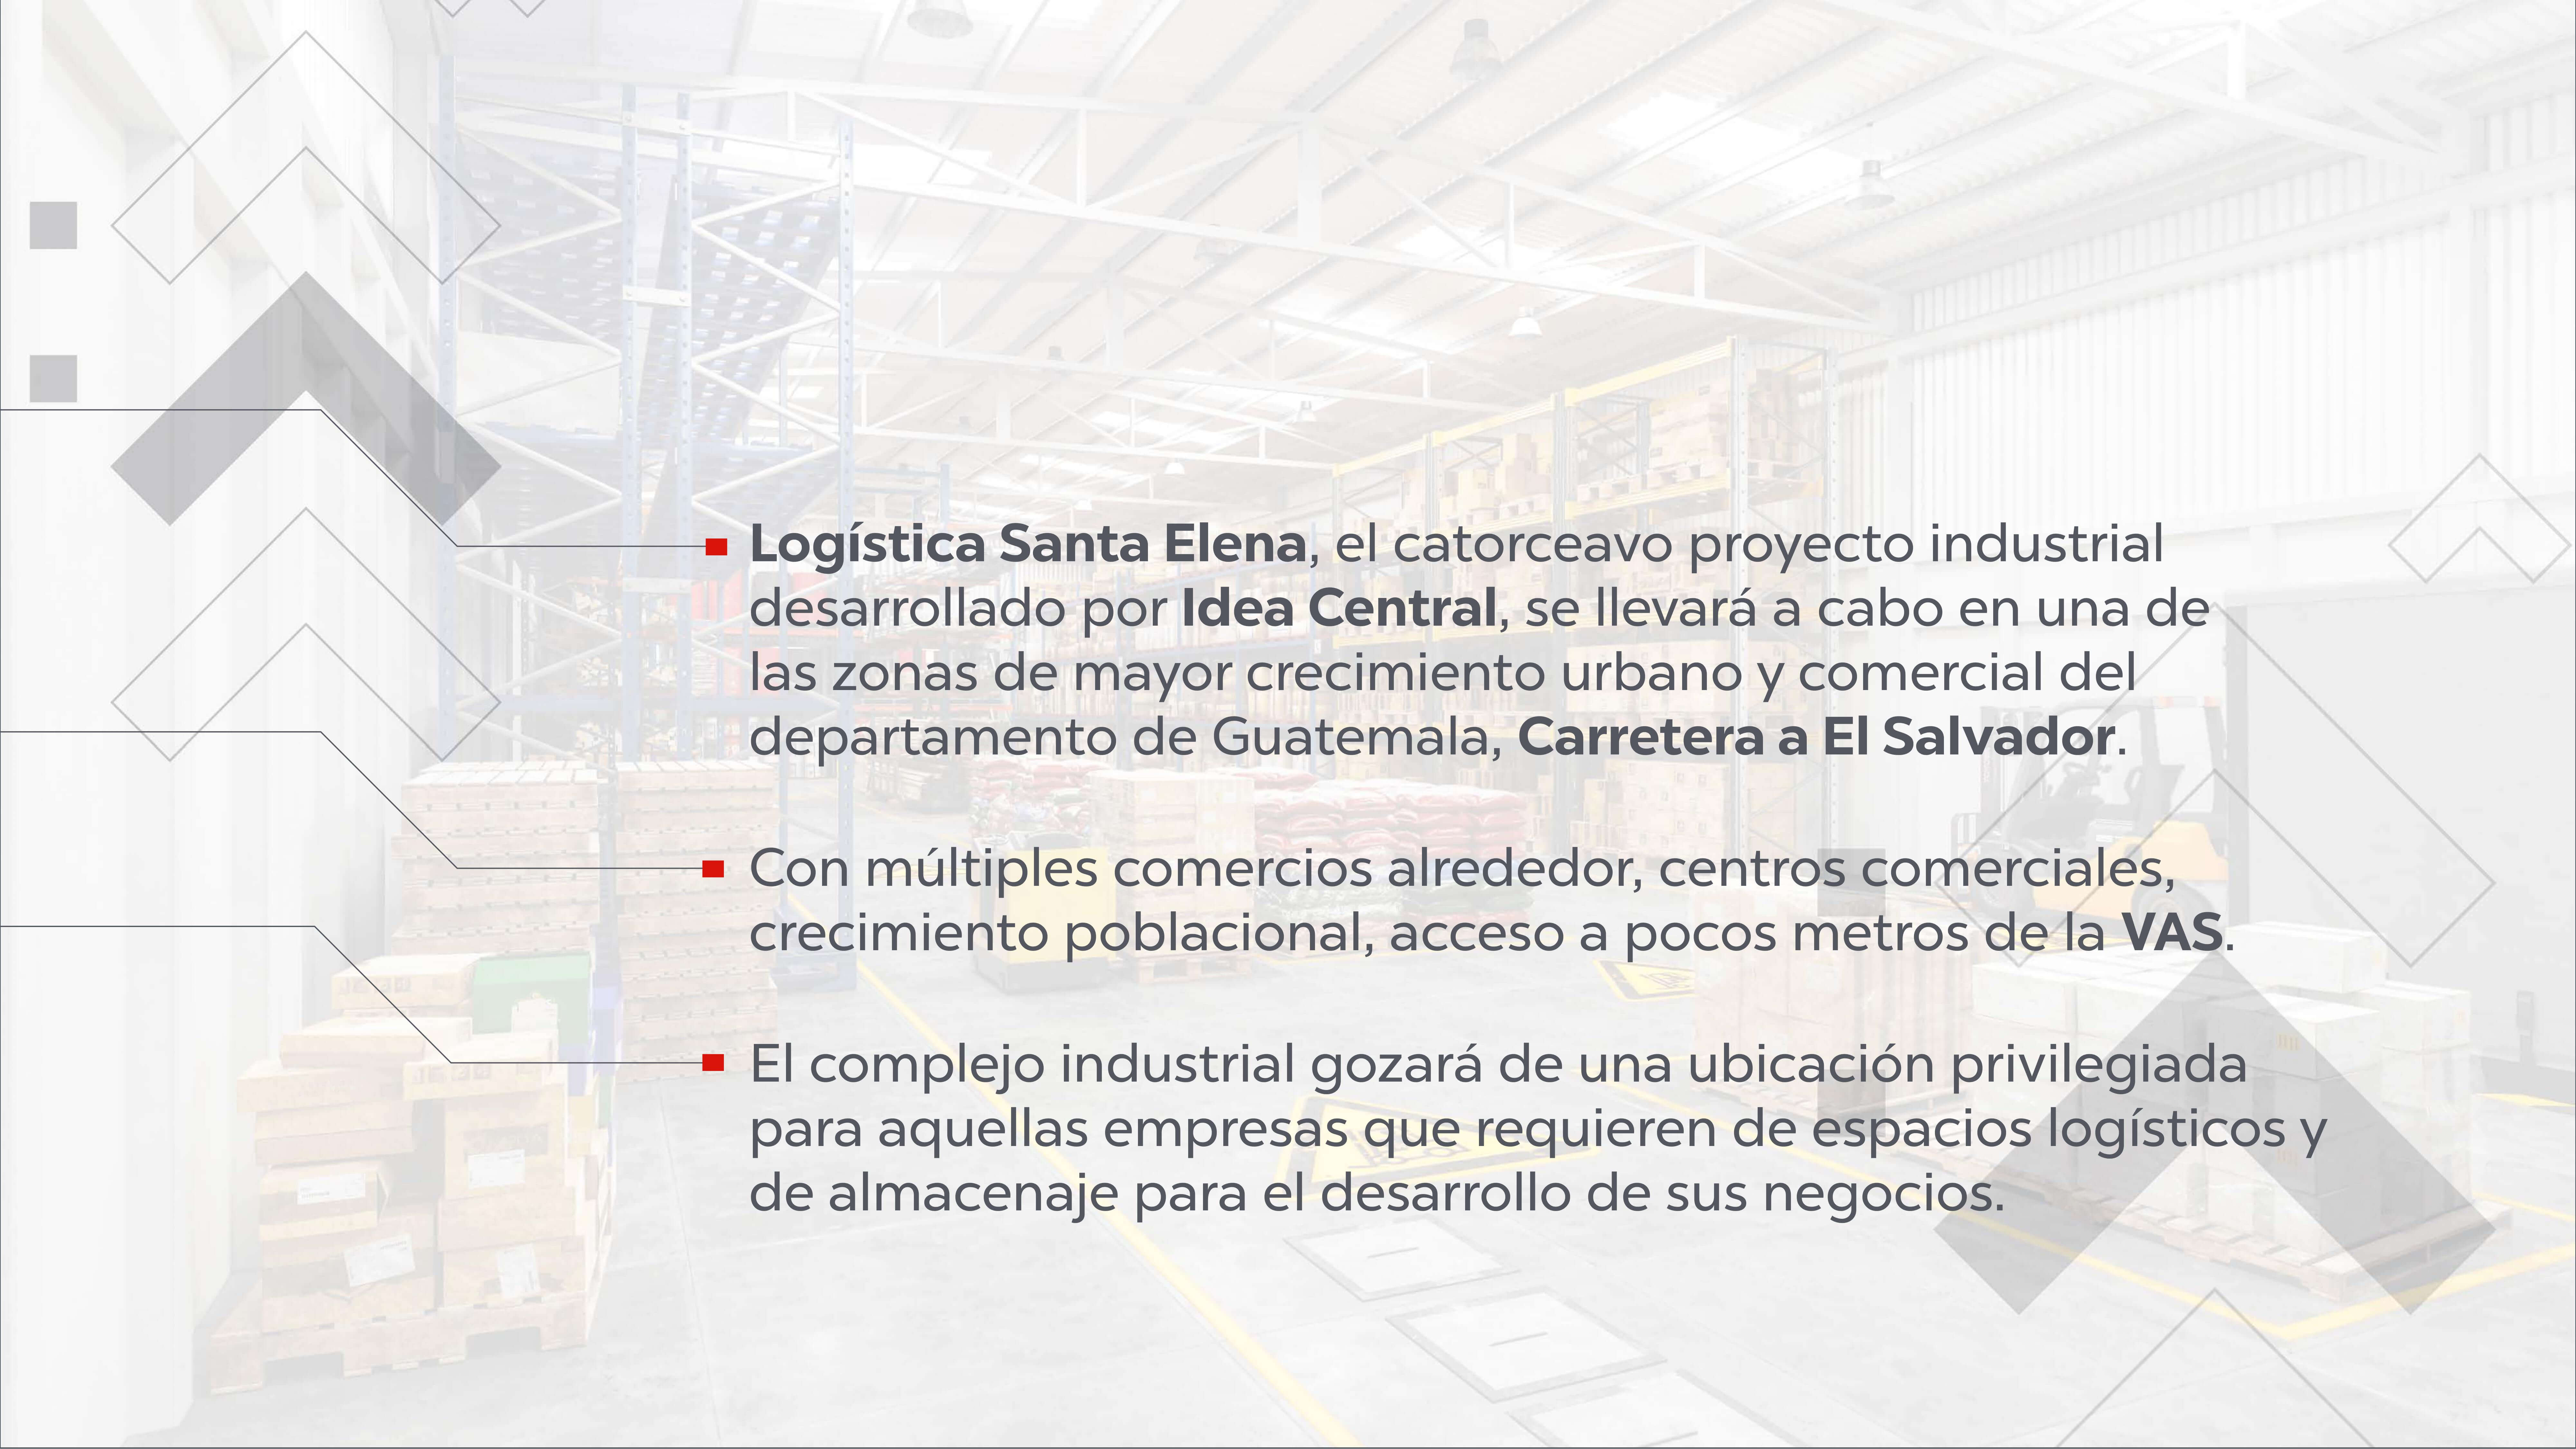 Logística Santa Elena, el catorceavo proyecto industrial
desarrollado por Idea Central, se llevará a cabo en una de
las zonas de mayor crecimiento urbano y comercial del
departamento de Guatemala, Carretera a El Salvador.
Con múltiples comercios alrededor, centros comerciales,
crecimiento poblacional, acceso a pocos metros de la VAS.
El complejo industrial gozará de una ubicación privilegiada
para aquellas empresas que requieren de espacios logísticos y
de almacenaje para el desarrollo de sus negocios.